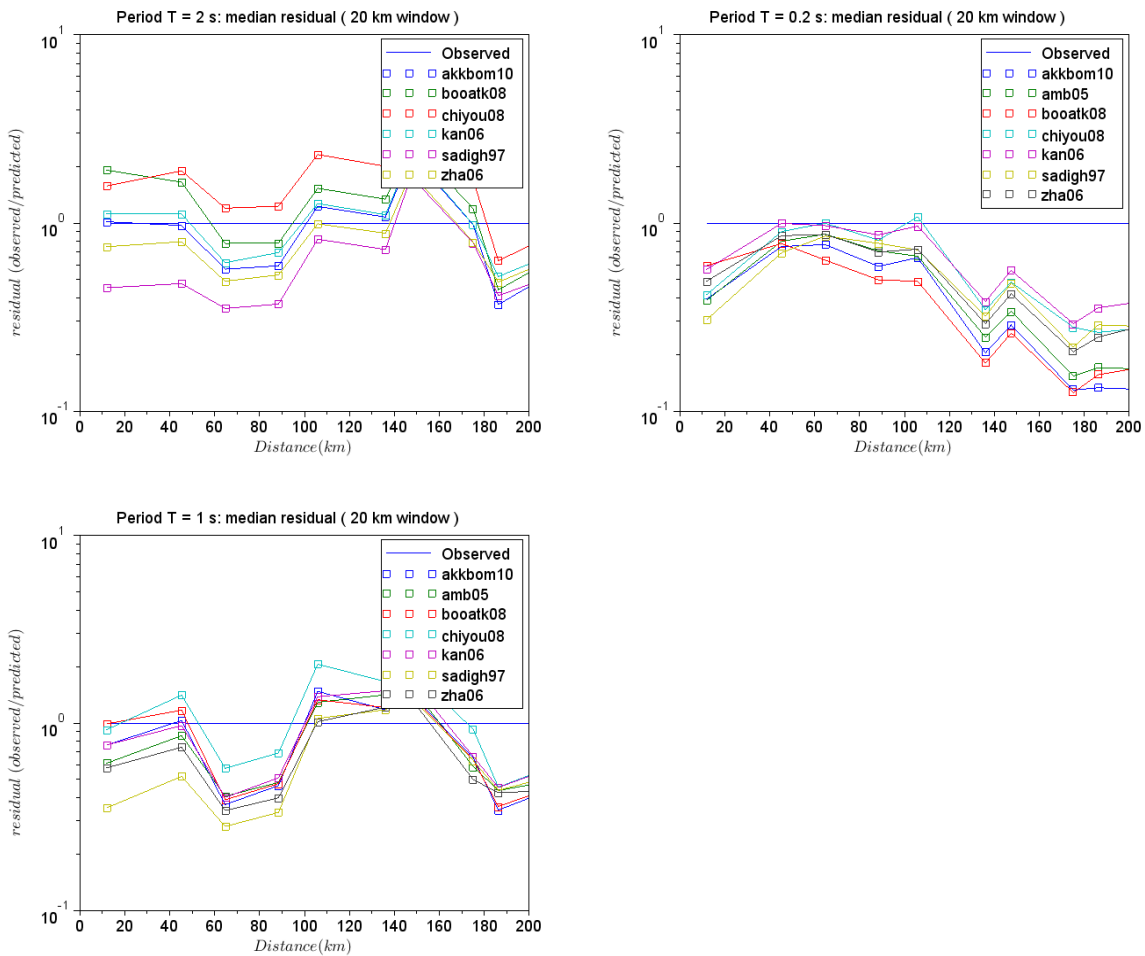 Period T = 2 s: median residual ( 20 km window )
10^1
10^0
10^-1
residual (observed/predicted)
0 20 40 60 80 100 120 140 160 180 200
Distance(km)
Observed
akkbom10
booatk08
chiyou08
kan06
sadigh97
zha06
Period T = 0.2 s: median residual ( 20 km window )
10^1
10^0
10^-1
residual (observed/predicted)
0 20 40 60 80 100 120 140 160 180 200
Distance(km)
Observed
akkbom10
amb05
booatk08
chiyou08
kan06
sadigh97
zha06
Period T = 1 s: median residual ( 20 km window )
10^1
10^0
10^-1
residual (observed/predicted)
0 20 40 60 80 100 120 140 160 180 200
Distance(km)
Observed
akkbom10
amb05
booatk08
chiyou08
kan06
sadigh97
zha06